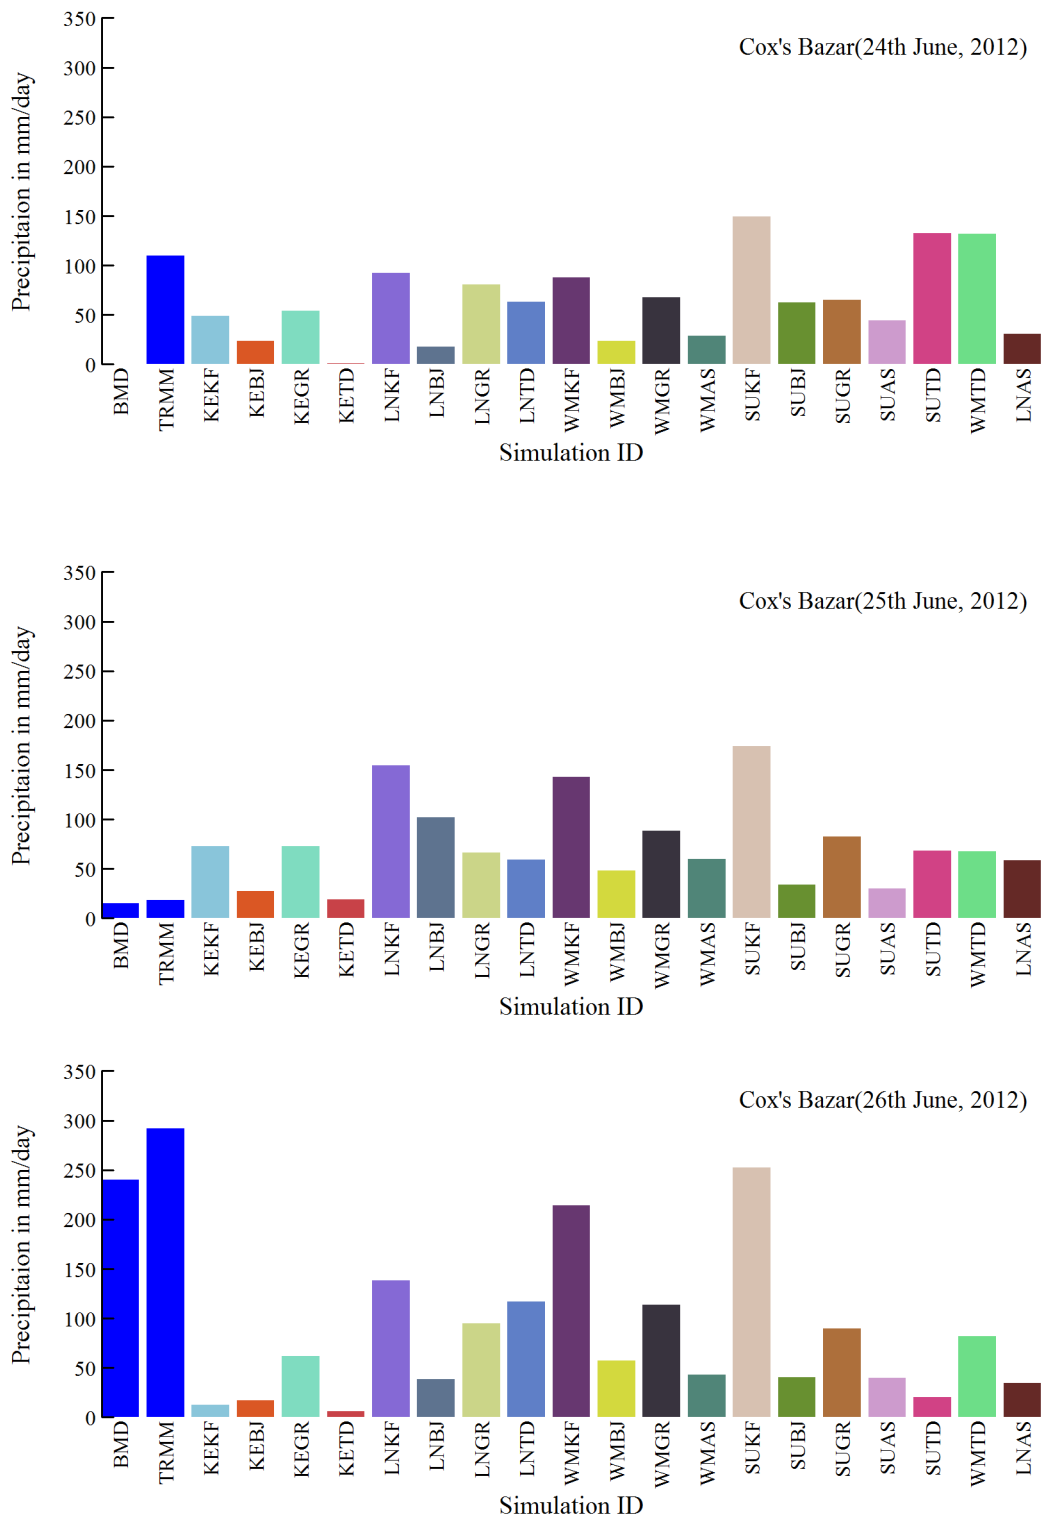 350
Cox's Bazar(24th June, 2012)
300
250
200
150
100
50
0
Precipitaion in mm/day
BMD TRMM KEKF KEBJ KEGR KETD LNKF LNBJ LNGR LNTD WMKF WMBJ WMGR WMAS SUKF SUBJ SUGR SUAS SUTD WMTD LNAS
Simulation ID
350
Cox's Bazar(25th June, 2012)
300
250
200
150
100
50
0
Precipitaion in mm/day
BMD TRMM KEKF KEBJ KEGR KETD LNKF LNBJ LNGR LNTD WMKF WMBJ WMGR WMAS SUKF SUBJ SUGR SUAS SUTD WMTD LNAS
Simulation ID
350
Cox's Bazar(26th June, 2012)
300
250
200
150
100
50
0
Precipitaion in mm/day
BMD TRMM KEKF KEBJ KEGR KETD LNKF LNBJ LNGR LNTD WMKF WMBJ WMGR WMAS SUKF SUBJ SUGR SUAS SUTD WMTD LNAS
Simulation ID